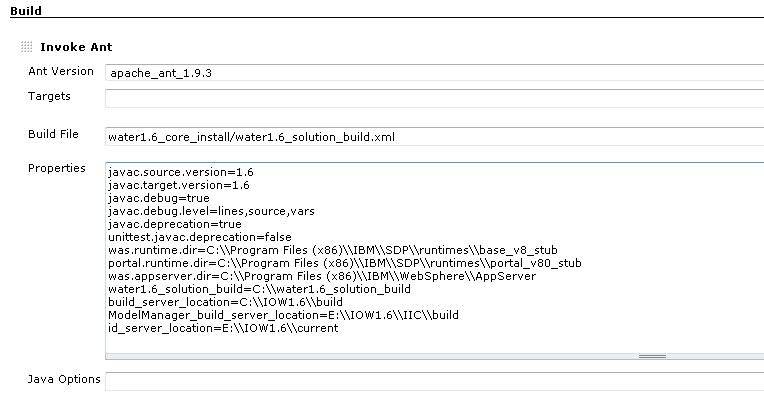 Build
Invoke Ant
Ant Version apache_ant_1.9.3
Targets
Build File water1.6_core_install/water1.6_solution_build.xml
Properties
javac.source.version=1.6
javac.target.version=1.6
javac.debug=true
javac.debug.level=lines,source,vars
javac.deprecation=true
unittest.javac.deprecation=false
was.runtime.dir=C:\\Program Files (x86)\\IBM\\SDP\\runtimes\\base_v8_stub
portal.runtime.dir=C:\\Program Files (x86)\\IBM\\SDP\\runtimes\\portal_v80_stub
was.appserver.dir=C:\\Program Files (x86)\\IBM\\WebSphere\\AppServer
water1.6_solution_build=C:\\water1.6_solution_build
build_server_location=C:\\IOW1.6\\build
ModelManager_build_server_location=E:\\IOW1.6\\IIC\\build
id_server_location=E:\\IOW1.6\\current
Java Options